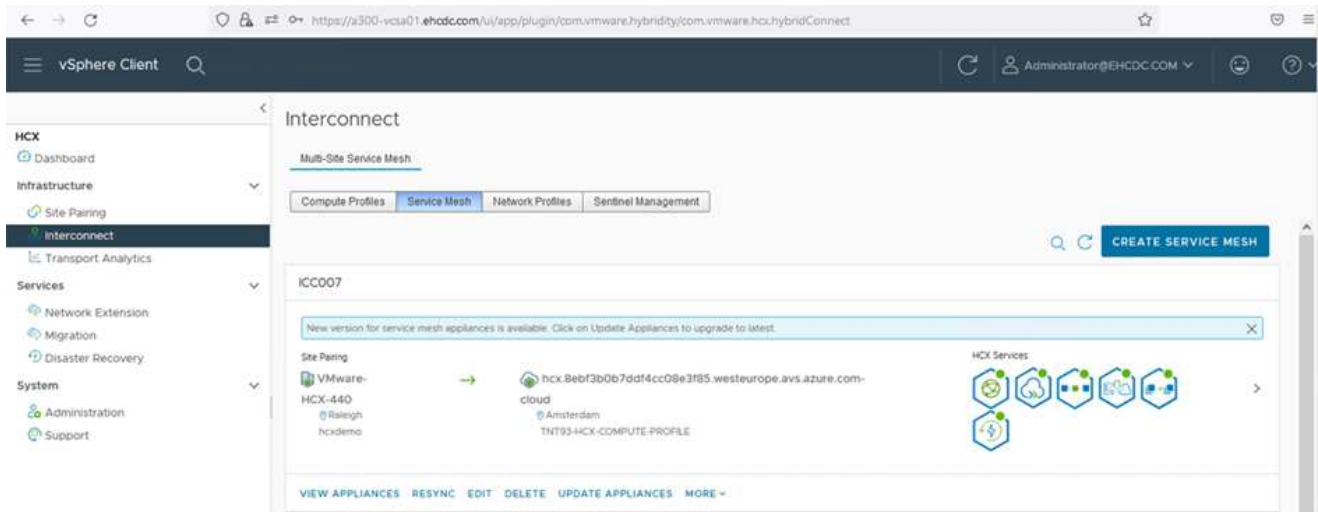 https://a300-vcsa01.ehcdc.com/ui/app/plugin/com.vmware.hybridity/com.vmware.hcx.hybridConnect
vSphere Client
Administrator@EHCDC.COM
Interconnect
HCX
Dashboard
Multi-Site Service Mesh
Infrastructure
Compute Profiles Service Mesh Network Profiles Sentinel Management
Site Pairing
Interconnect
CREATE SERVICE MESH
Transport Analytics
Services
ICC007
Network Extension
New version for service mesh appliances is available. Click on Update Appliances to upgrade to latest.
Migration
Disaster Recovery
Site Pairing
HCX Services
System
VMware-
HCX-440
hcx.8ebf3b0b7ddf4cc08e3f85.westeurope.avs.azure.com-
cloud
Administration
Raleigh
Amsterdam
Support
hcxdemo
TNT93-HCX-COMPUTE-PROFILE
VIEW APPLIANCES RESYNC EDIT DELETE UPDATE APPLIANCES MORE